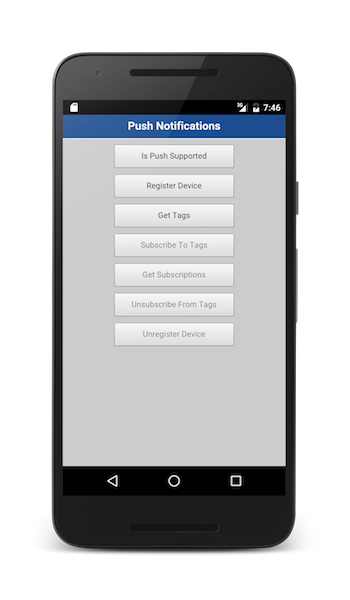 3G 7:46
Push Notifications
Is Push Supported
Register Device
Get Tags
Subscribe To Tags
Get Subscriptions
Unsubscribe From Tags
Unregister Device